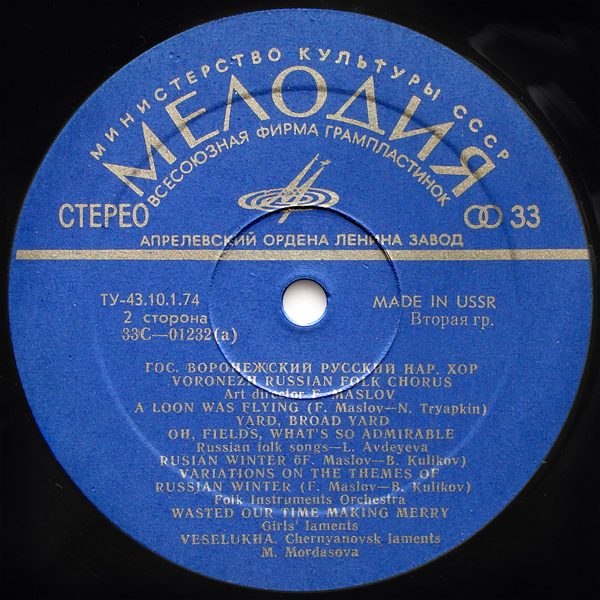 МИНИСТЕРСТВО КУЛЬТУРЫ СССР
МЕЛОДИЯ
ВСЕСОЮЗНАЯ ФИРМА ГРАМПЛАСТИНОК
СТЕРЕО 33
АПРЕЛЕВСКИЙ ОРДЕНА ЛЕНИНА ЗАВОД
ТУ-43.10.1.74 MADE IN USSR
2 сторона Вторая гр.
33С—01232(а)
ГОС. ВОРОНЕЖСКИЙ РУССКИЙ НАР. ХОР
VORONEZH RUSSIAN FOLK CHORUS
Art director F. MASLOV
A LOON WAS FLYING (F. Maslov—N. Tryapkin)
YARD, BROAD YARD
OH, FIELDS, WHAT'S SO ADMIRABLE
Russian folk songs—L. Avdeyeva
RUSIAN WINTER öF. Maslov—B. Kulikov)
VARIATIONS ON THE THEMES OF
RUSSIAN WINTER (F. Maslov—B. Kulikov)
Folk Instruments Orchestra
WASTED OUR TIME MAKING MERRY
Girls' laments
VESELUKHA. Chernyanovsk laments
M. Mordasova